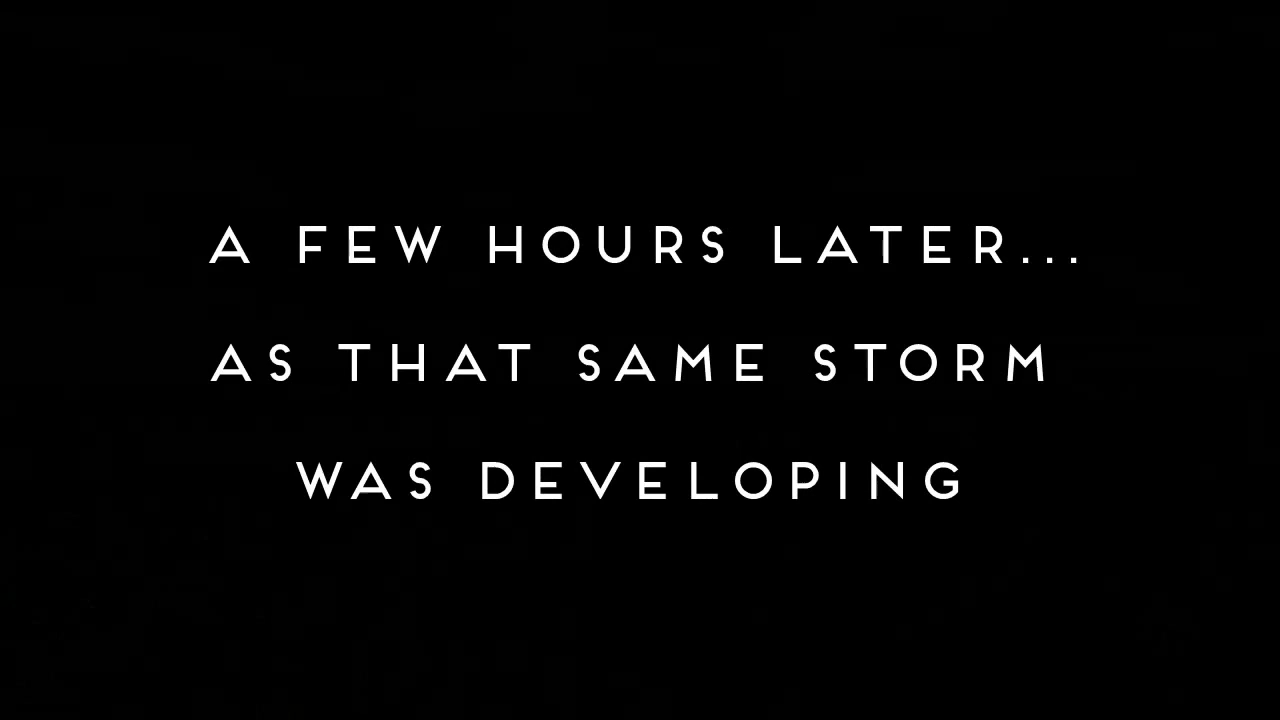 A FEW HOURS LATER...
AS THAT SAME STORM
WAS DEVELOPING